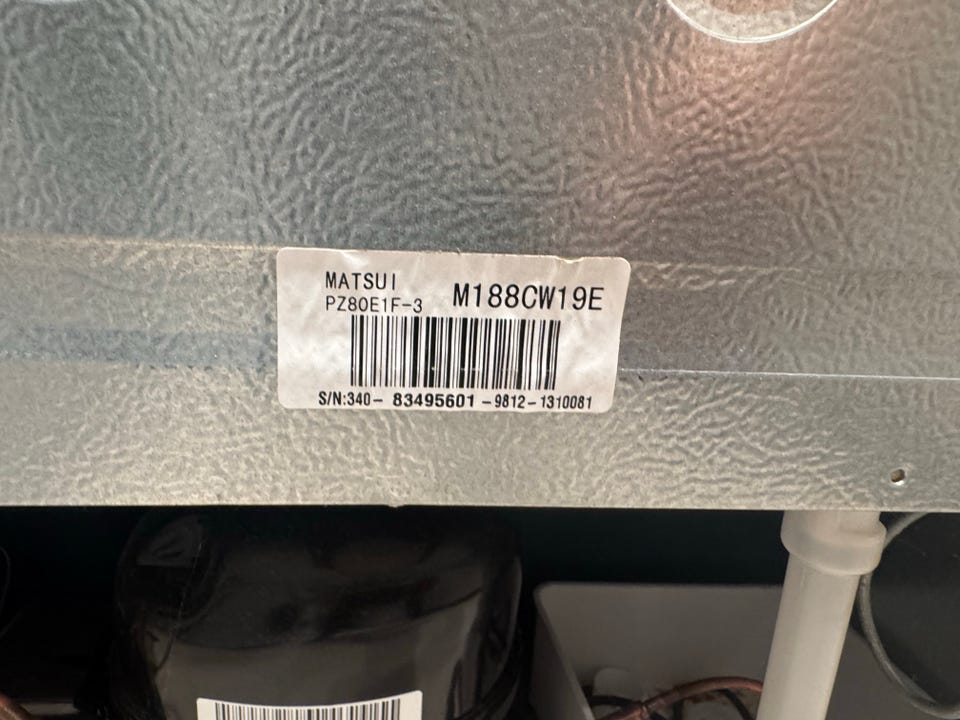 MATSUI
PZ80E1F-3 M188CW19E
S/N:340- 83495601 -9812-1310081